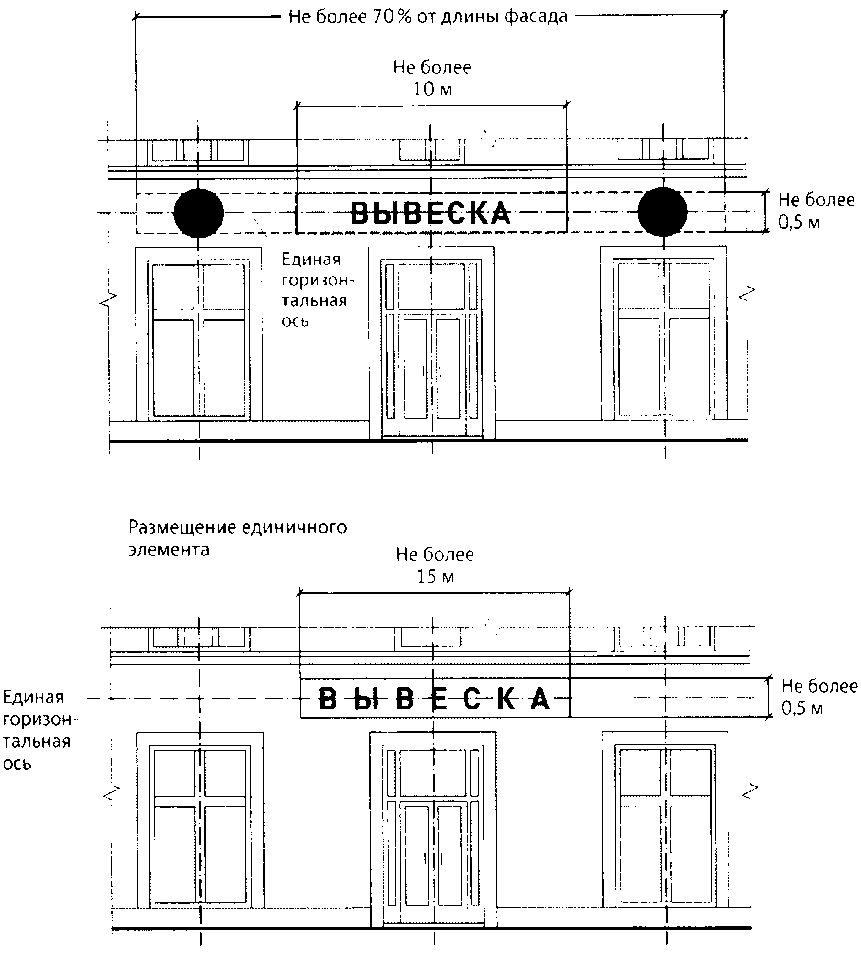 Не более 70% от длины фасада
Не более
10 м
ВЫВЕСКА
Не более
0,5 м
Единая
горизон-
тальная
ось
Размещение единичного
элемента
Не более
15 м
ВЫВЕСКА
Не более
0,5 м
Единая
горизон-
тальная
ось